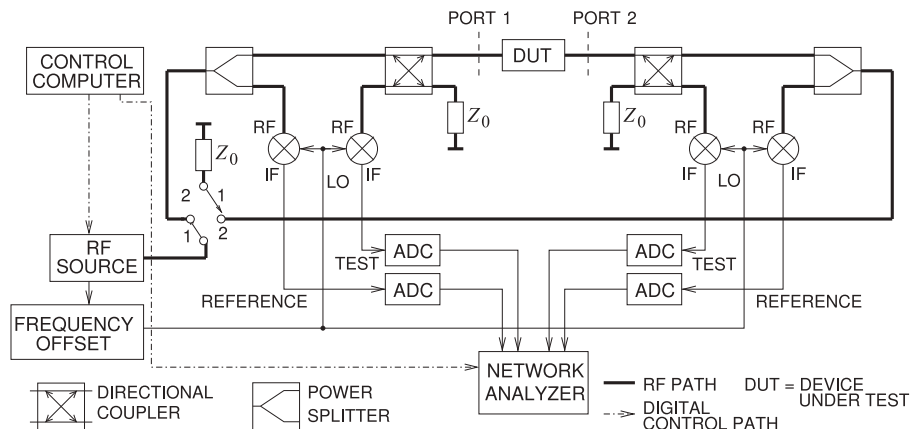 PORT 1
PORT 2
CONTROL
COMPUTER
DUT
Z0
Z0
Z0
RF
RF
RF
RF
IF
IF
IF
IF
LO
LO
2
1
1
2
RF
SOURCE
TEST
ADC
ADC
TEST
REFERENCE
ADC
ADC
REFERENCE
FREQUENCY
OFFSET
NETWORK
ANALYZER
DIRECTIONAL
COUPLER
POWER
SPLITTER
RF PATH
DIGITAL
CONTROL PATH
DUT = DEVICE
UNDER TEST